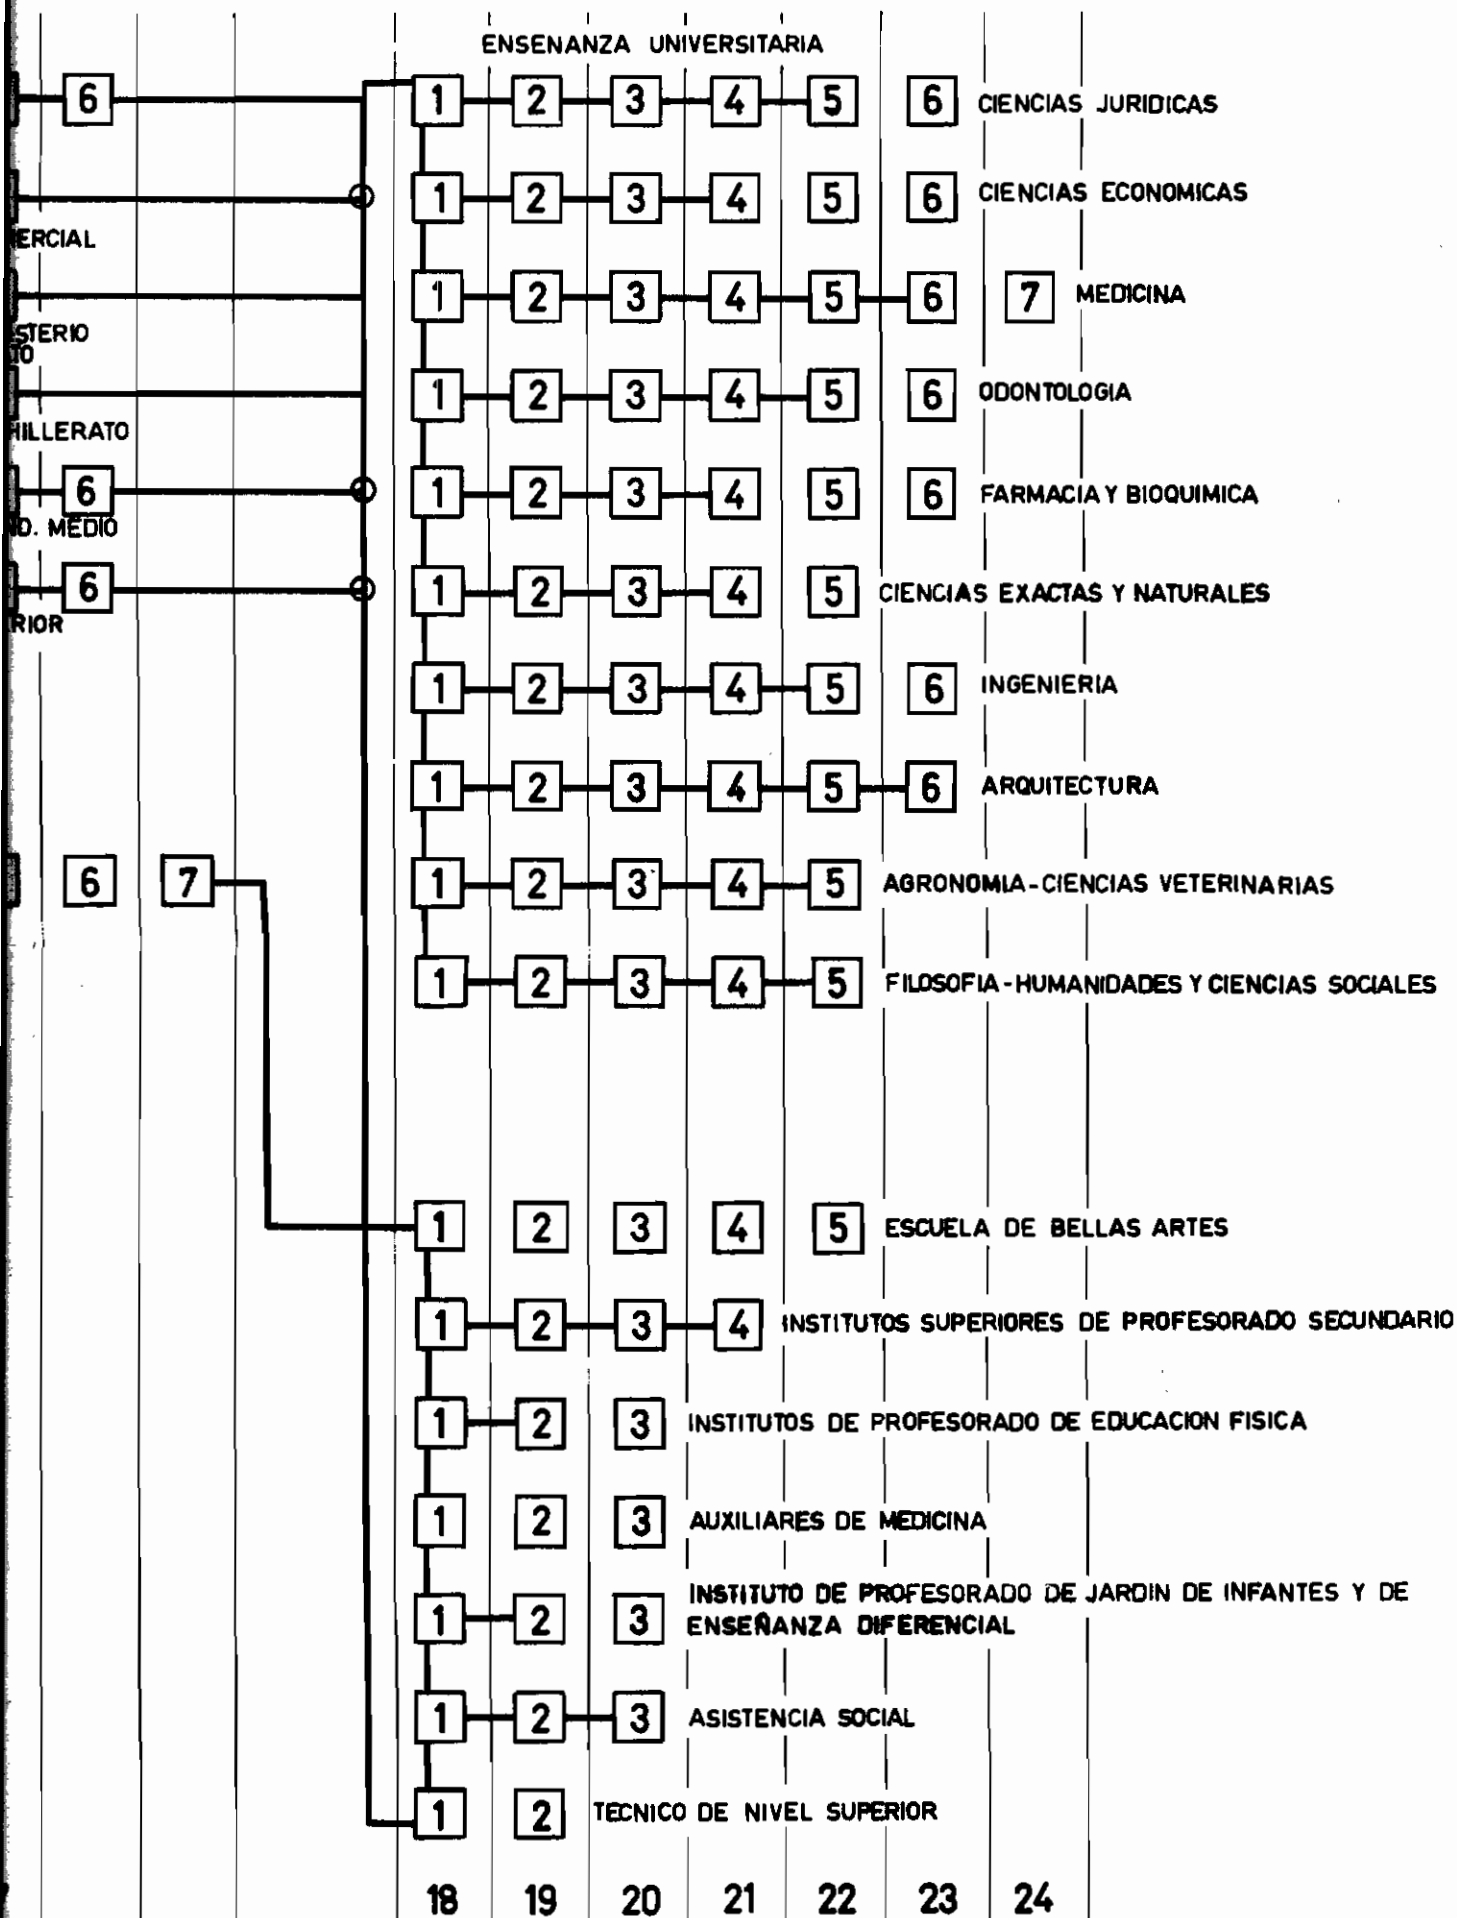 ENSENANZA UNIVERSITARIA
6 1 2 3 4 5 6 CIENCIAS JURIDICAS
1 2 3 4 5 6 CIENCIAS ECONOMICAS
ERCIAL
1 2 3 4 5 6 7 MEDICINA
STERIO
TO
1 2 3 4 5 6 ODONTOLOGIA
HILLERATO
6 1 2 3 4 5 6 FARMACIA Y BIOQUIMICA
D. MEDIO
6 1 2 3 4 5 CIENCIAS EXACTAS Y NATURALES
RIOR
1 2 3 4 5 6 INGENIERIA
1 2 3 4 5 6 ARQUITECTURA
6 7 1 2 3 4 5 AGRONOMIA-CIENCIAS VETERINARIAS
1 2 3 4 5 FILOSOFIA-HUMANIDADES Y CIENCIAS SOCIALES
1 2 3 4 5 ESCUELA DE BELLAS ARTES
1 2 3 4 INSTITUTOS SUPERIORES DE PROFESORADO SECUNDARIO
1 2 3 INSTITUTOS DE PROFESORADO DE EDUCACION FISICA
1 2 3 AUXILIARES DE MEDICINA
1 2 3 INSTITUTO DE PROFESORADO DE JARDIN DE INFANTES Y DE
ENSEÑANZA DIFERENCIAL
1 2 3 ASISTENCIA SOCIAL
1 2 TECNICO DE NIVEL SUPERIOR
18 19 20 21 22 23 24